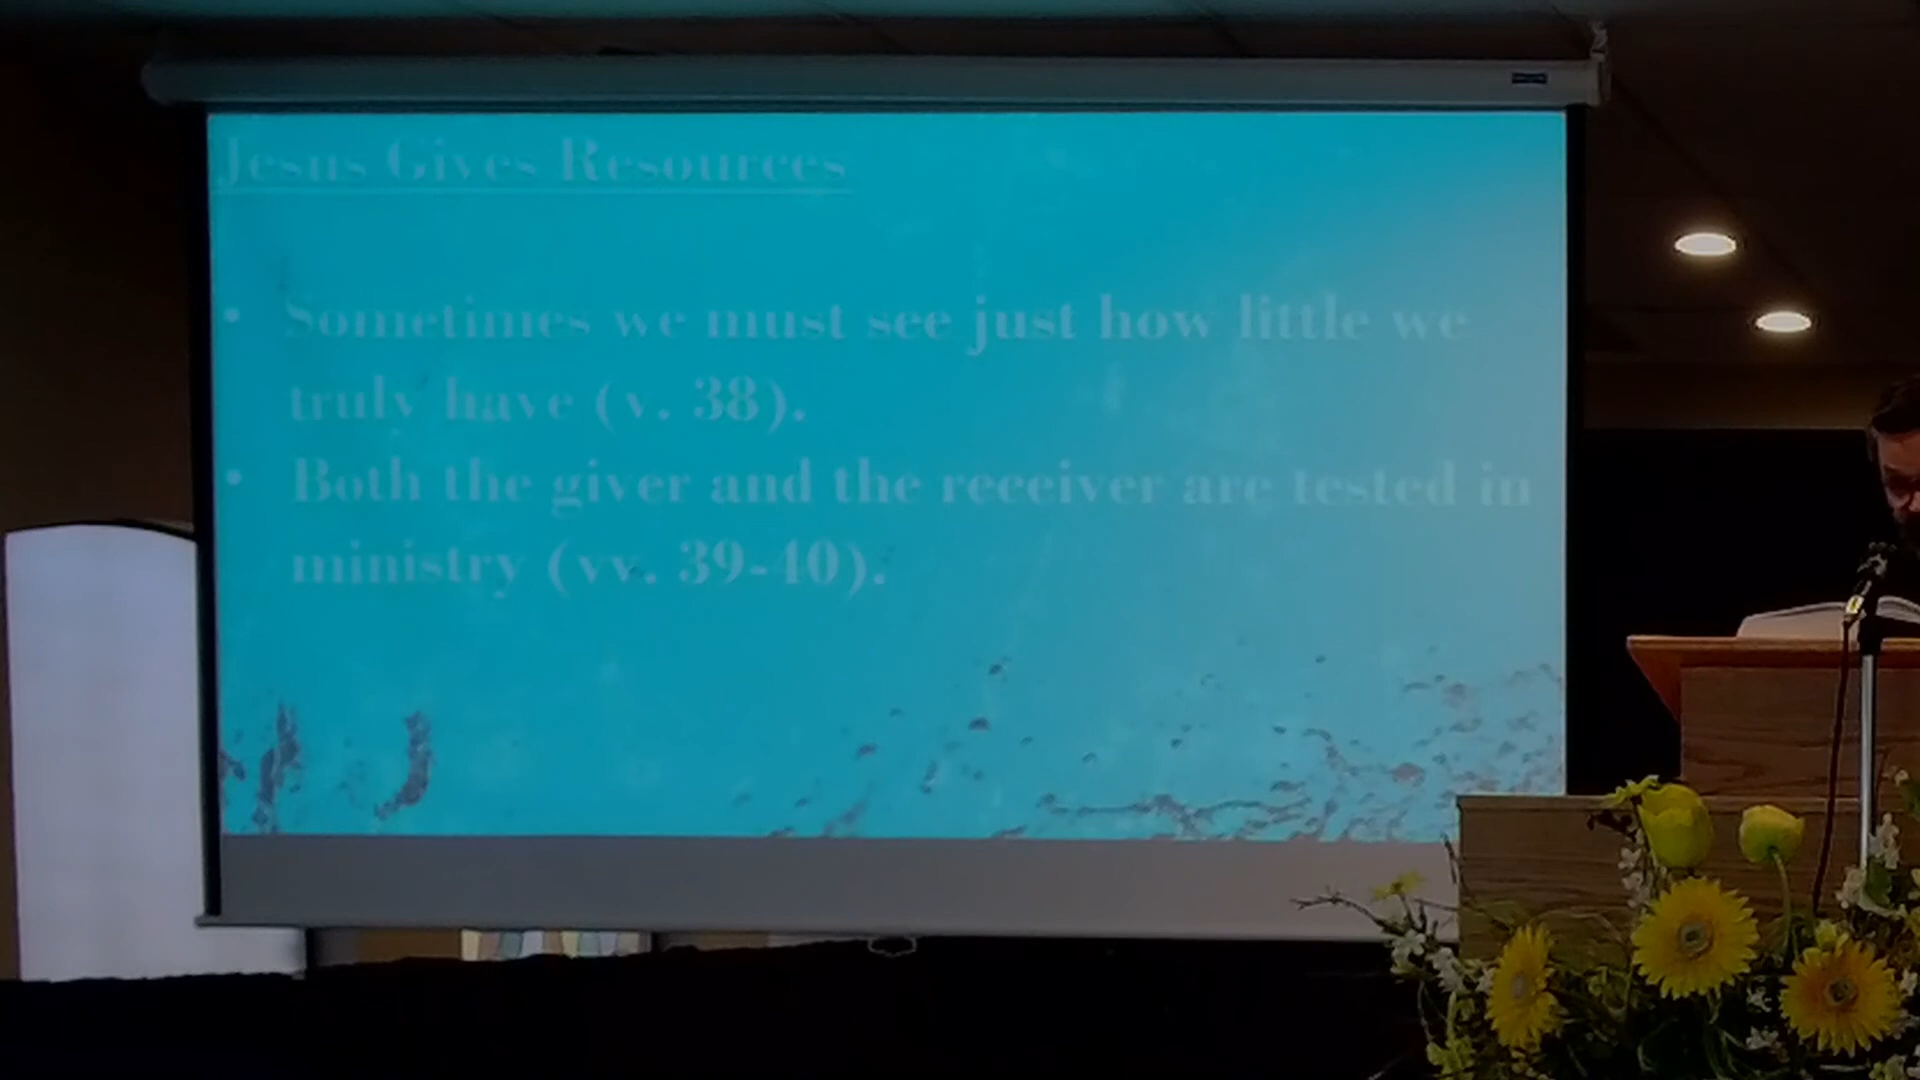 Jesus Gives Resources
• Sometimes we must see just how little we
truly have (v. 38).
• Both the giver and the receiver are tested in
ministry (vv. 39-40).